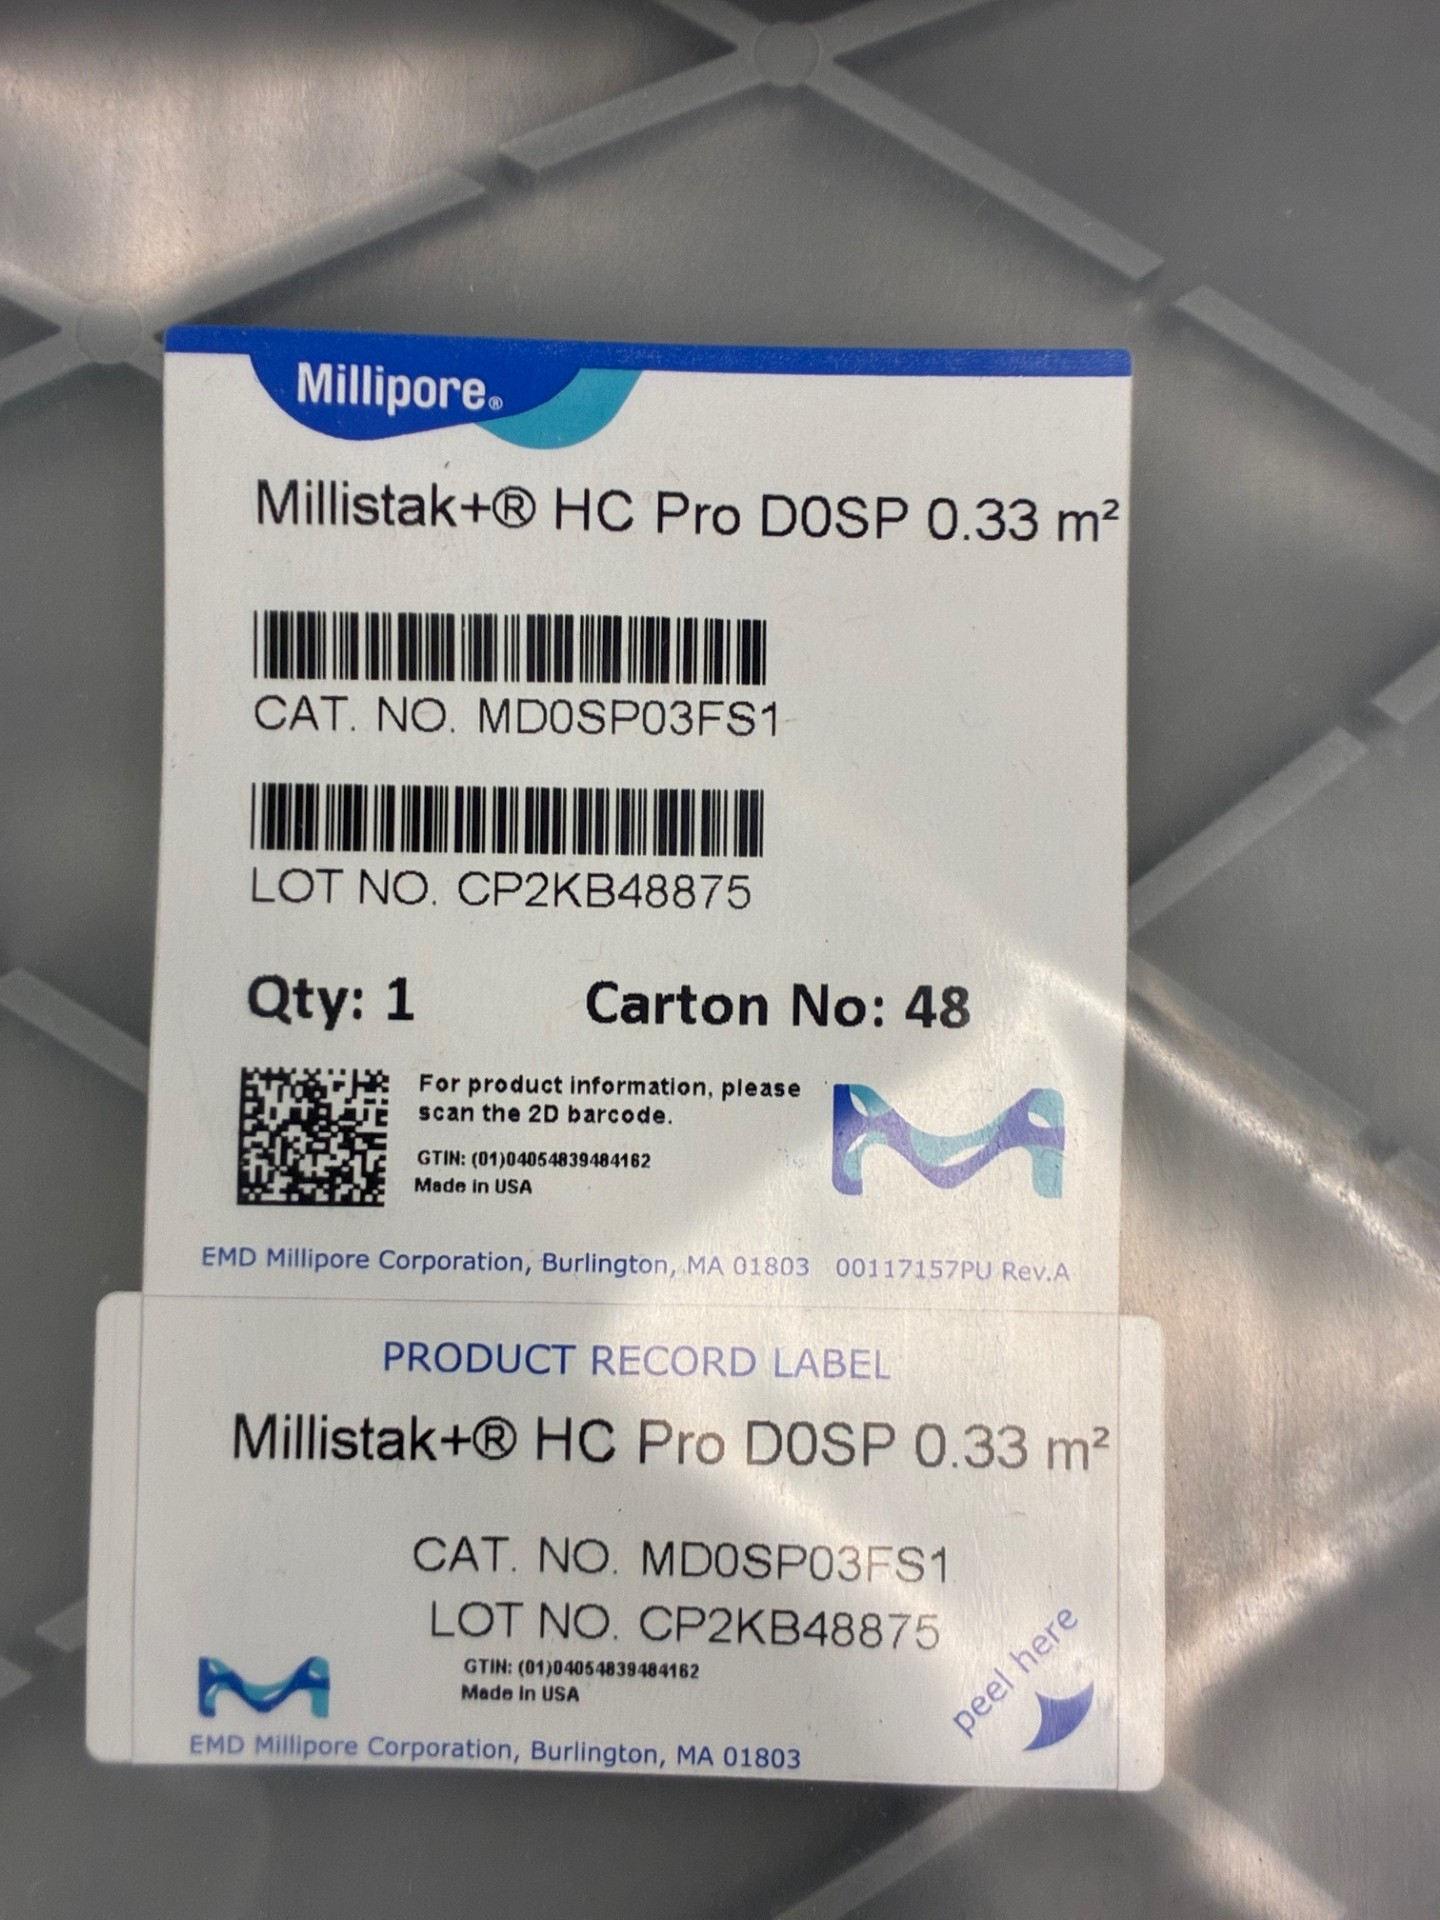 Millipore®
Millistak+® HC Pro D0SP 0.33 m²
CAT. NO. MD0SP03FS1
LOT NO. CP2KB48875
Qty: 1 Carton No: 48
For product information, please
scan the 2D barcode.
GTIN: (01)04054839484162
Made in USA
EMD Millipore Corporation, Burlington, MA 01803 00117157PU Rev.A
PRODUCT RECORD LABEL
Millistak+® HC Pro D0SP 0.33 m²
CAT. NO. MD0SP03FS1
LOT NO. CP2KB48875
GTIN: (01)04054839484162
Made in USA
peel here
EMD Millipore Corporation, Burlington, MA 01803